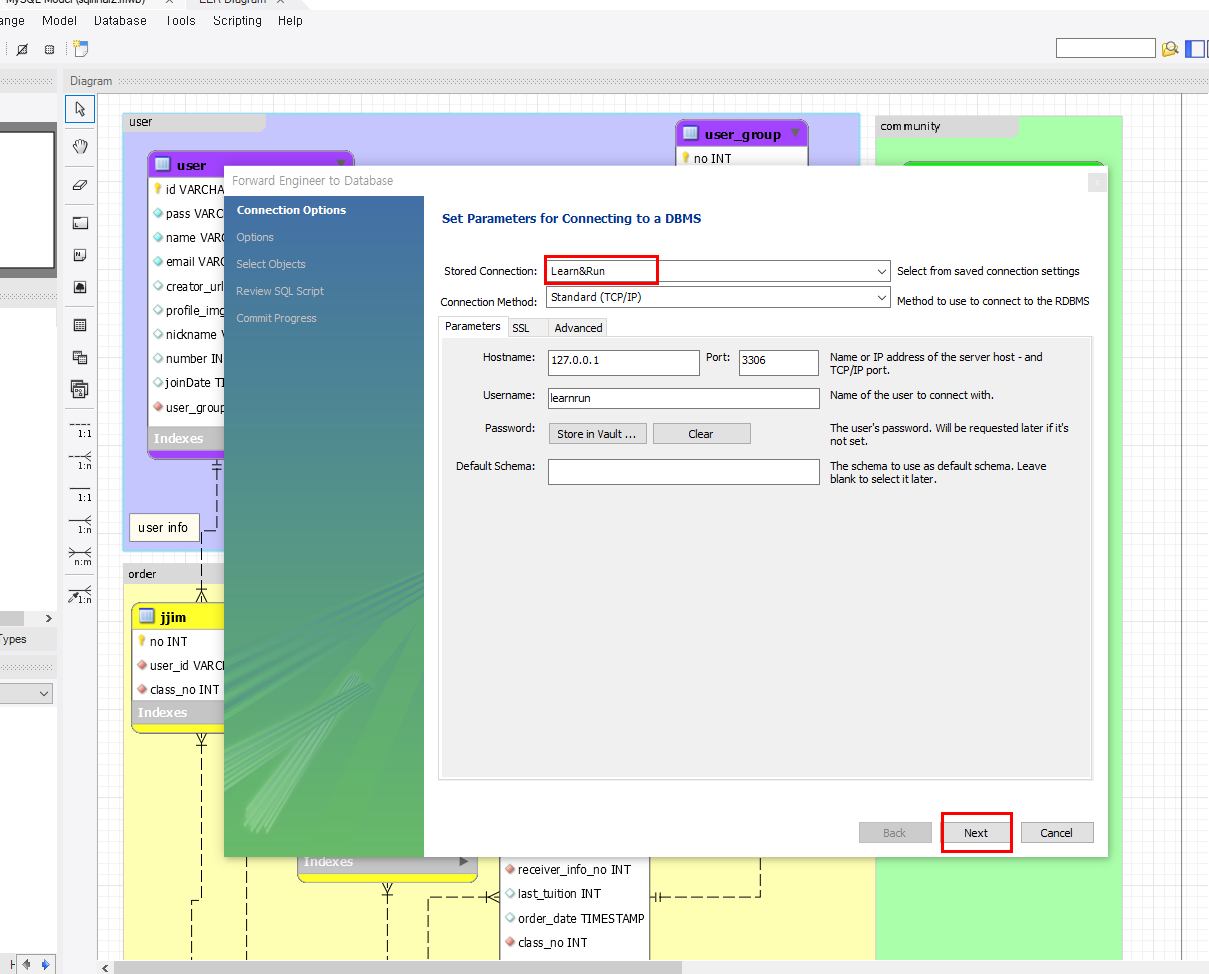 MySQL Model (sqlinarz.mwb) × EER Diagram ×
ange Model Database Tools Scripting Help
Diagram
user
community
user_group
no INT
user
id VARCHA
pass VARC
name VARC
email VARC
creator_url
profile_img
nickname V
number IN
joinDate TI
user_group
Indexes
user info
order
jjim
no INT
user_id VARCH
class_no INT
Indexes
1:1
1:n
1:1
1:n
n:m
1:n
Types
Forward Engineer to Database
Connection Options
Options
Select Objects
Review SQL Script
Commit Progress
Set Parameters for Connecting to a DBMS
Stored Connection: Learn&Run Select from saved connection settings
Connection Method: Standard (TCP/IP) Method to use to connect to the RDBMS
Parameters SSL Advanced
Hostname: 127.0.0.1 Port: 3306 Name or IP address of the server host - and
TCP/IP port.
Username: learnrun Name of the user to connect with.
Password: Store in Vault ... Clear The user's password. Will be requested later if it's
not set.
Default Schema: The schema to use as default schema. Leave
blank to select it later.
Back Next Cancel
Indexes
receiver_info_no INT
last_tuition INT
order_date TIMESTAMP
class_no INT
H